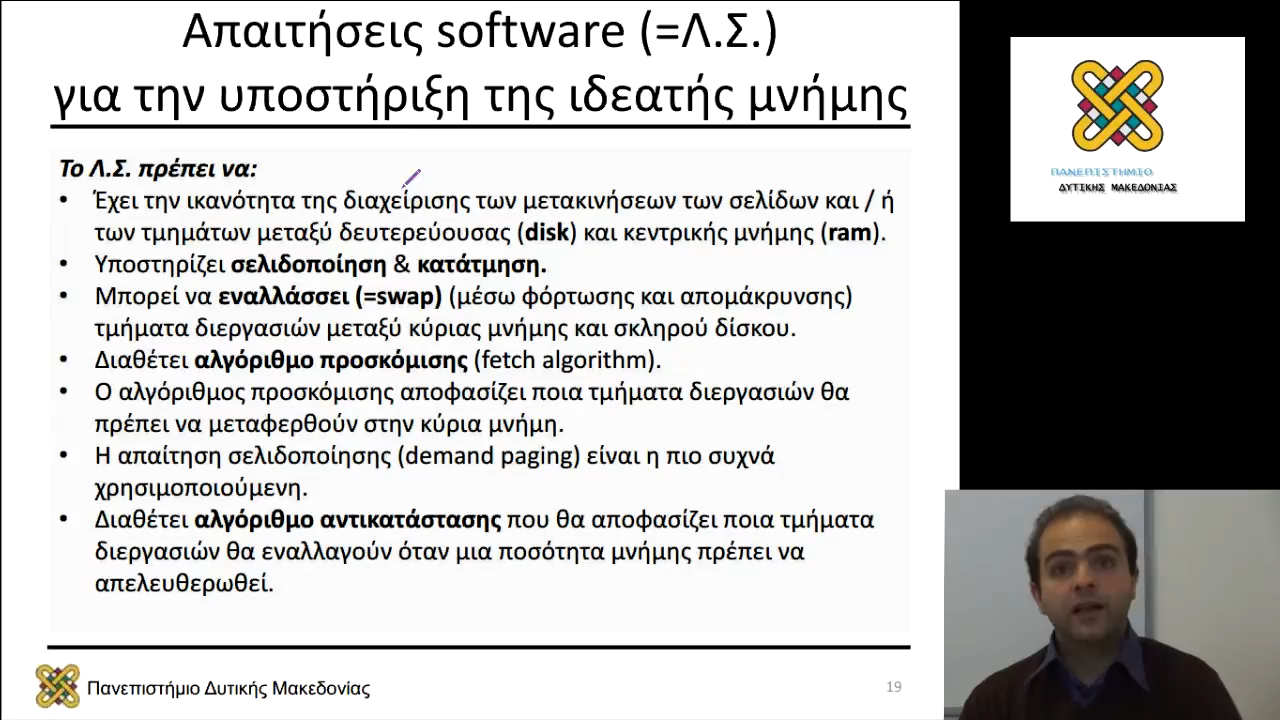 Απαιτήσεις software (=Λ.Σ.)
για την υποστήριξη της ιδεατής μνήμης
Το Λ.Σ. πρέπει να:
• Έχει την ικανότητα της διαχείρισης των μετακινήσεων των σελίδων και / ή
των τμημάτων μεταξύ δευτερεύουσας (disk) και κεντρικής μνήμης (ram).
• Υποστηρίζει σελιδοποίηση & κατάτμηση.
• Μπορεί να εναλλάσσει (=swap) (μέσω φόρτωσης και απομάκρυνσης)
τμήματα διεργασιών μεταξύ κύριας μνήμης και σκληρού δίσκου.
• Διαθέτει αλγόριθμο προσκόμισης (fetch algorithm).
• Ο αλγόριθμος προσκόμισης αποφασίζει ποια τμήματα διεργασιών θα
πρέπει να μεταφερθούν στην κύρια μνήμη.
• Η απαίτηση σελιδοποίησης (demand paging) είναι η πιο συχνά
χρησιμοποιούμενη.
• Διαθέτει αλγόριθμο αντικατάστασης που θα αποφασίζει ποια τμήματα
διεργασιών θα εναλλαγούν όταν μια ποσότητα μνήμης πρέπει να
απελευθερωθεί.
Πανεπιστήμιο Δυτικής Μακεδονίας
19
ΠΑΝΕΠΙΣΤΗΜΙΟ
ΔΥΤΙΚΗΣ ΜΑΚΕΔΟΝΙΑΣ